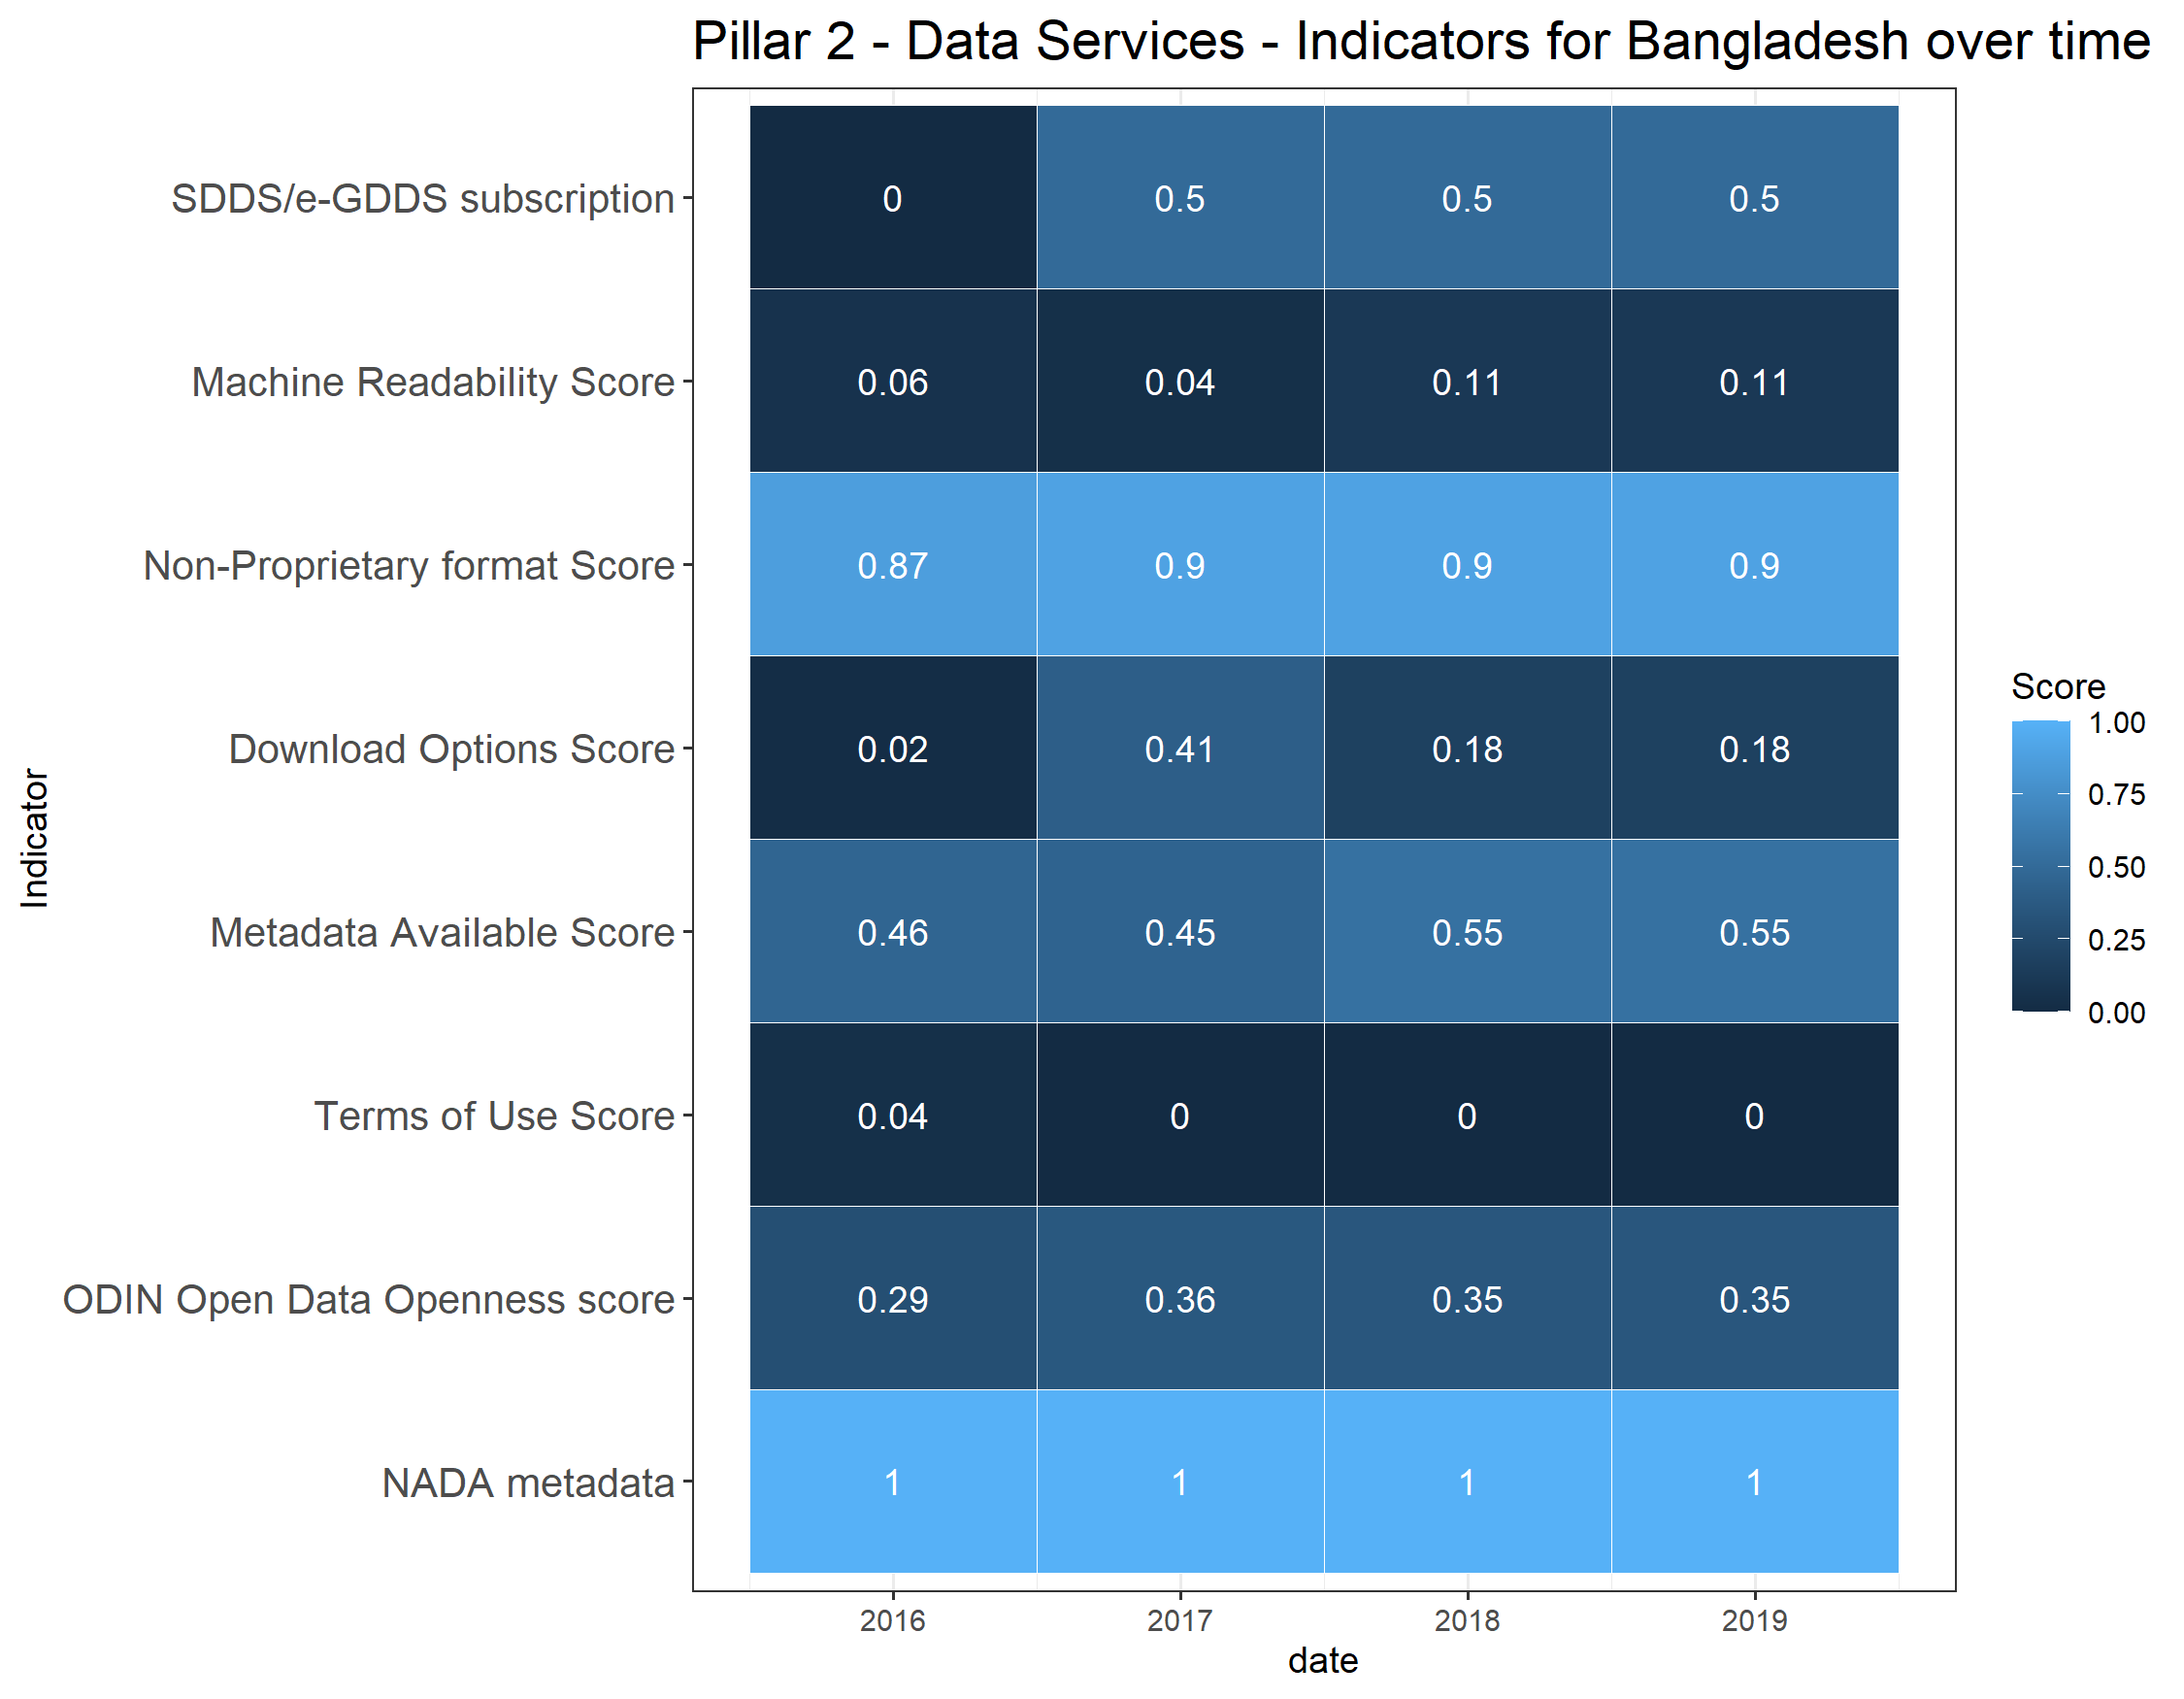 Pillar 2 - Data Services - Indicators for Bangladesh over time
Indicator
SDDS/e-GDDS subscription 0 0.5 0.5 0.5
Machine Readability Score 0.06 0.04 0.11 0.11
Non-Proprietary format Score 0.87 0.9 0.9 0.9
Download Options Score 0.02 0.41 0.18 0.18
Metadata Available Score 0.46 0.45 0.55 0.55
Terms of Use Score 0.04 0 0 0
ODIN Open Data Openness score 0.29 0.36 0.35 0.35
NADA metadata 1 1 1 1
2016 2017 2018 2019
date
Score
1.00
0.75
0.50
0.25
0.00